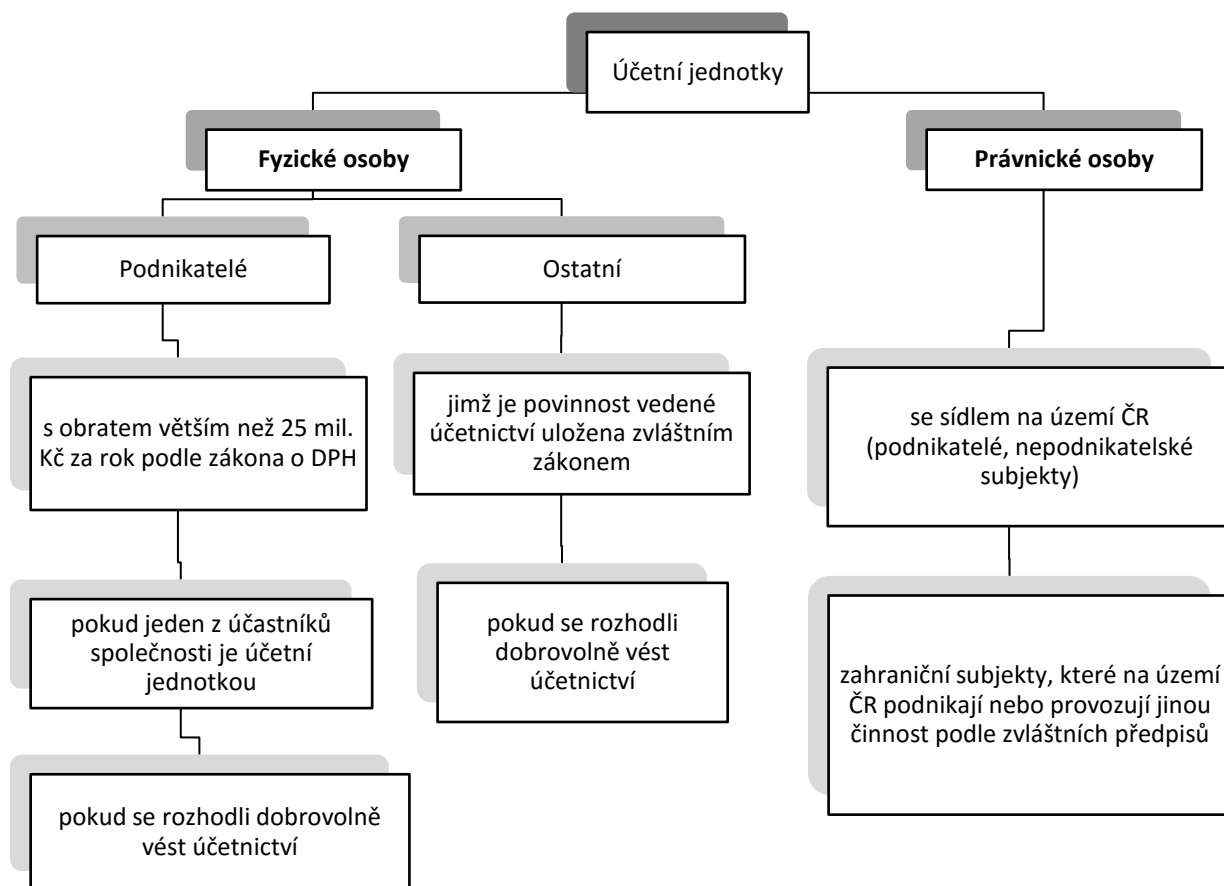 Účetní jednotky
Fyzické osoby
Právnické osoby
Podnikatelé
Ostatní
s obratem větším než 25 mil.
Kč za rok podle zákona o DPH
jimž je povinnost vedené
účetnictví uložena zvláštním
zákonem
se sídlem na území ČR
(podnikatelé, nepodnikatelské
subjekty)
pokud jeden z účastníků
společnosti je účetní
jednotkou
pokud se rozhodli
dobrovolně vést
účetnictví
zahraniční subjekty, které na území
ČR podnikají nebo provozují jinou
činnost podle zvláštních předpisů
pokud se rozhodli dobrovolně
vést účetnictví